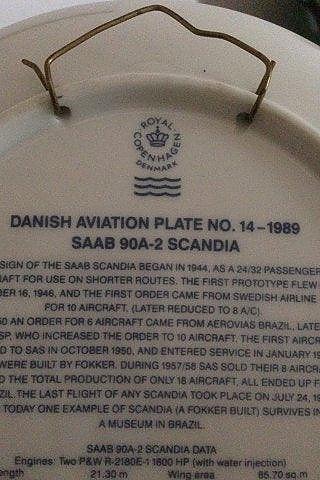 ROYAL COPENHAGEN
DENMARK
DANISH AVIATION PLATE NO. 14-1989
SAAB 90A-2 SCANDIA
SIGN OF THE SAAB SCANDIA BEGAN IN 1944, AS A 24/32 PASSENGER
AFT FOR USE ON SHORTER ROUTES. THE FIRST PROTOTYPE FLEW
BER 16, 1946, AND THE FIRST ORDER CAME FROM SWEDISH AIRLINE
FOR 10 AIRCRAFT, (LATER REDUCED TO 8 A/C).
50 AN ORDER FOR 6 AIRCRAFT CAME FROM AEROVIAS BRAZIL, LATE
SP, WHO INCREASED THE ORDER TO 10 AIRCRAFT. THE FIRST AIRC
D TO SAS IN OCTOBER 1950, AND ENTERED SERVICE IN JANUARY 19
WERE BUILT BY FOKKER. DURING 1957/58 SAS SOLD THEIR 8 AIRCRA
D THE TOTAL PRODUCTION OF ONLY 18 AIRCRAFT, ALL ENDED UP
ZIL. THE LAST FLIGHT OF ANY SCANDIA TOOK PLACE ON JULY 24, 1
TODAY ONE EXAMPLE OF SCANDIA (A FOKKER BUILT) SURVIVES IN
A MUSEUM IN BRAZIL.
SAAB 90A-2 SCANDIA DATA
Engines: Two P&W R-2180E-1 1800 HP (with water injection)
ength 21.30 m Wing area 85.70 sq.m